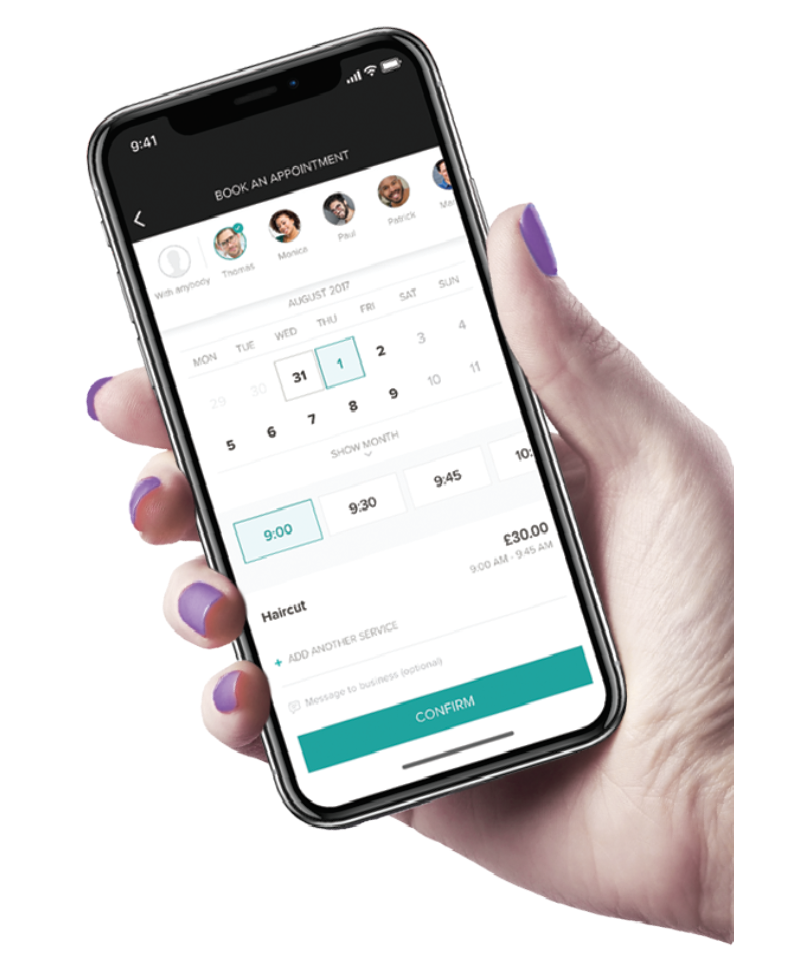 9:41
BOOK AN APPOINTMENT
With anybody Thomas Monica Paul Patrick
AUGUST 2017
MON TUE WED THU FRI SAT SUN
29 30 31 1 2 3 4
5 6 7 8 9 10 11
SHOW MONTH
9:00 9:30 9:45 10:
Haircut £30.00
9:00 AM - 9:45 AM
+ ADD ANOTHER SERVICE
Message to business (optional)
CONFIRM